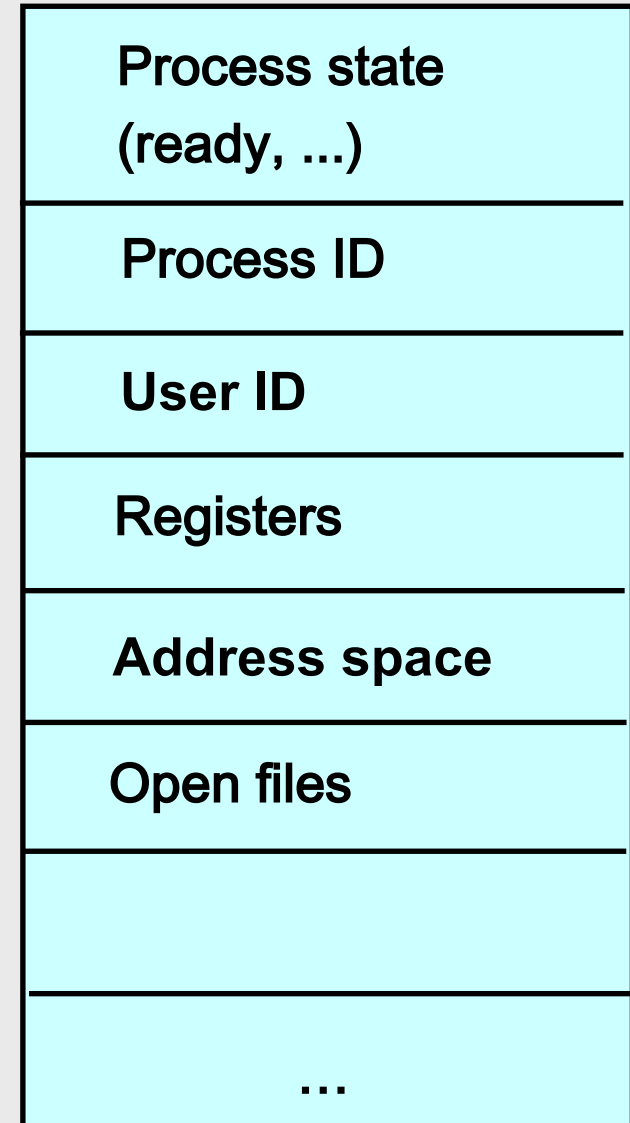 Process state
(ready, ...)
Process ID
User ID
Registers
Address space
Open files
...